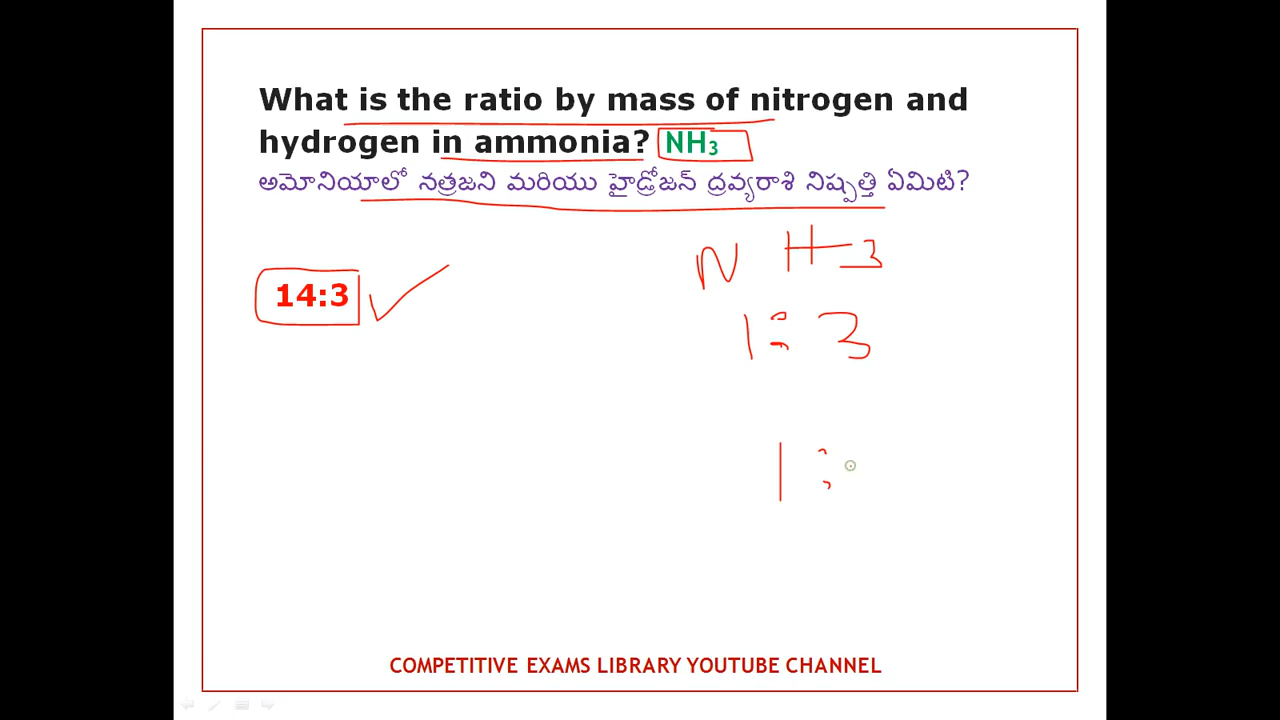 What is the ratio by mass of nitrogen and
hydrogen in ammonia? NH₃
అమోనియాలో నత్రజని మరియు హైడ్రోజన్ ద్రవ్యరాశి నిష్పత్తి ఏమిటి?
N H3
14:3
1 : 3
1 :
COMPETITIVE EXAMS LIBRARY YOUTUBE CHANNEL